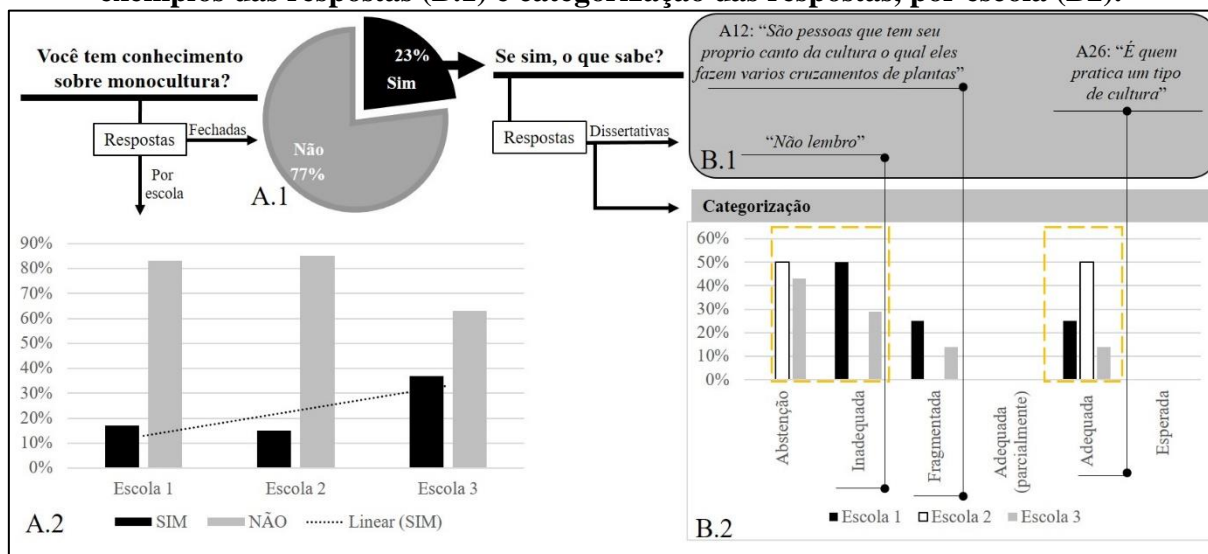 exemplos das respostas (B.1) e categorização das respostas, por escola (B2).
Você tem conhecimento
sobre monocultura?
Respostas
Fechadas
Por
escola
23%
Sim
Não
77%
A.1
Se sim, o que sabe?
Respostas
Dissertativas
A12: “São pessoas que tem seu
proprio canto da cultura o qual eles
fazem varios cruzamentos de plantas”
A26: “É quem
pratica um tipo
de cultura”
“Não lembro”
B.1
Categorização
90%
80%
70%
60%
50%
40%
30%
20%
10%
0%
Escola 1
Escola 2
Escola 3
A.2
SIM
NÃO
Linear (SIM)
60%
50%
40%
30%
20%
10%
0%
Abstenção
Inadequada
Fragmentada
Adequada
(parcialmente)
Adequada
Esperada
B.2
Escola 1
Escola 2
Escola 3